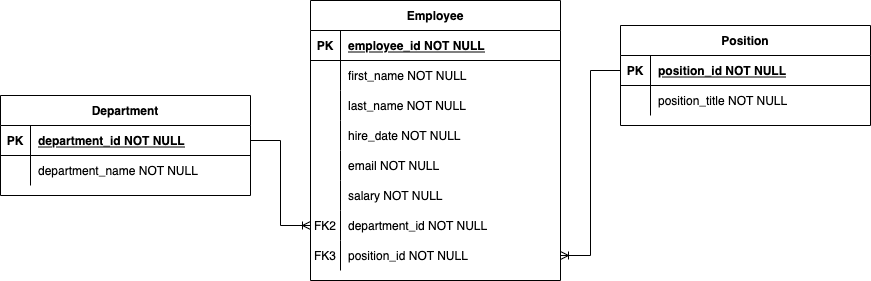 Employee
PK employee_id NOT NULL
first_name NOT NULL
last_name NOT NULL
hire_date NOT NULL
email NOT NULL
salary NOT NULL
FK2 department_id NOT NULL
FK3 position_id NOT NULL
Position
PK position_id NOT NULL
position_title NOT NULL
Department
PK department_id NOT NULL
department_name NOT NULL